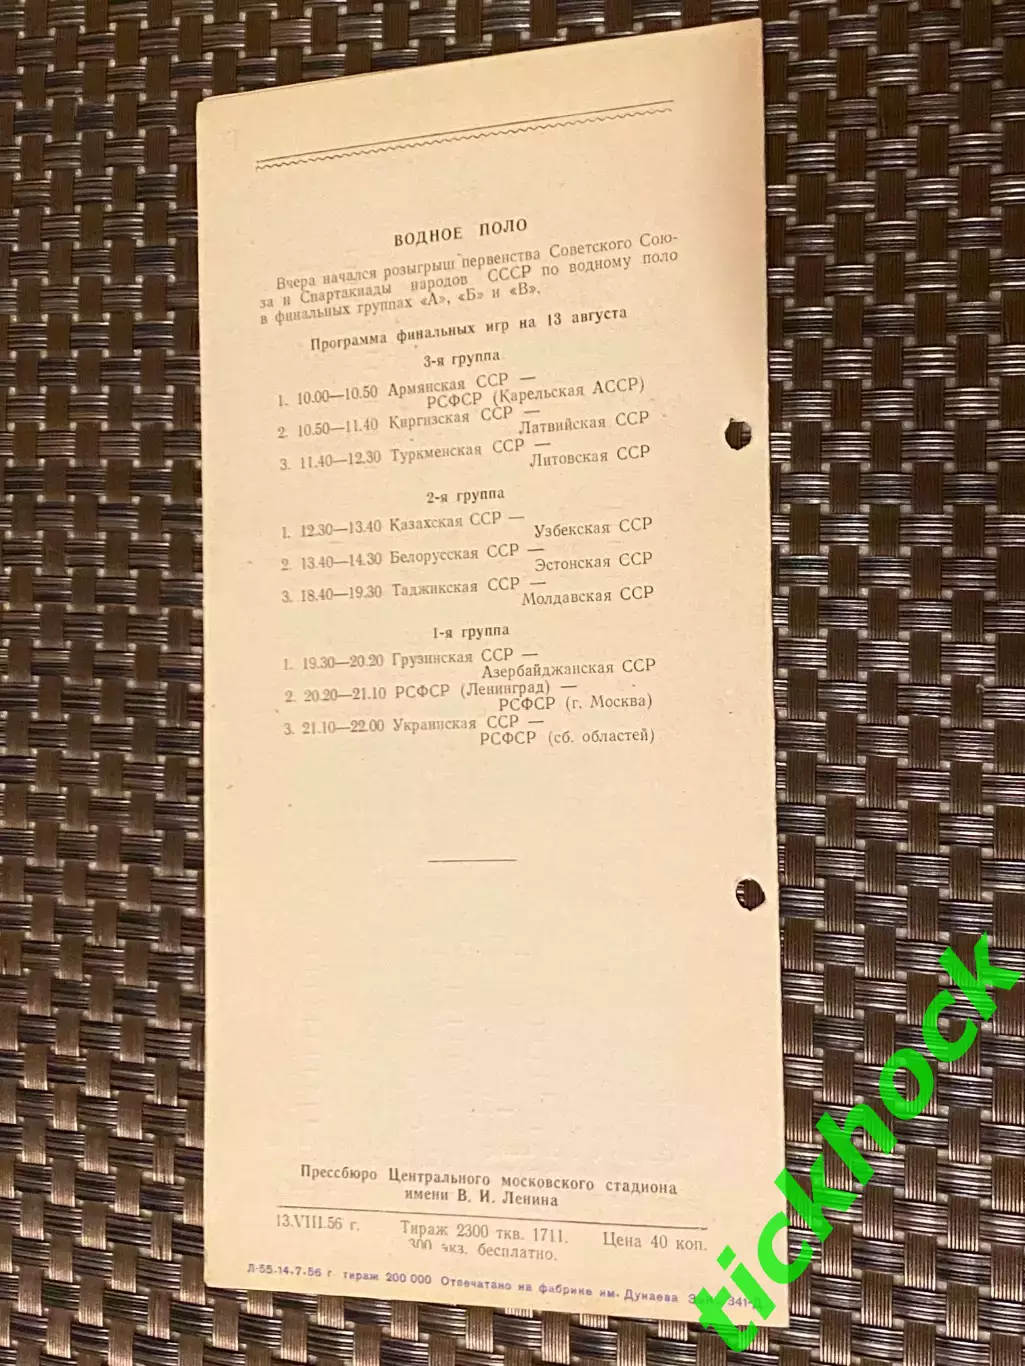 ВОДНОЕ ПОЛО
Вчера начался розыгрыш первенства Советского Сою-
за и Спартакиады народов СССР по водному поло
в финальных группах «А», «Б» и «В».
Программа финальных игр на 13 августа
3-я группа
1. 10.00—10.50 Армянская ССР —
РСФСР (Карельская АССР)
2. 10.50—11.40 Киргизская ССР —
Латвийская ССР
3. 11.40—12.30 Туркменская ССР —
Литовская ССР
2-я группа
1. 12.30—13.40 Казахская ССР —
Узбекская ССР
2. 13.40—14.30 Белорусская ССР —
Эстонская ССР
3. 18.40—19.30 Таджикская ССР —
Молдавская ССР
1-я группа
1. 19.30—20.20 Грузинская ССР —
Азербайджанская ССР
2. 20.20—21.10 РСФСР (Ленинград) —
РСФСР (г. Москва)
3. 21.10—22.00 Украинская ССР —
РСФСР (сб. областей)
Прессбюро Центрального московского стадиона
имени В. И. Ленина
13.VIII.56 г. Тираж 2300 ткв. 1711. Цена 40 коп.
300 экз. бесплатно.
Л-55.14.7-56 г. тираж 200 000 Отпечатано на фабрике им. Дунаева 341-Д
tickhock